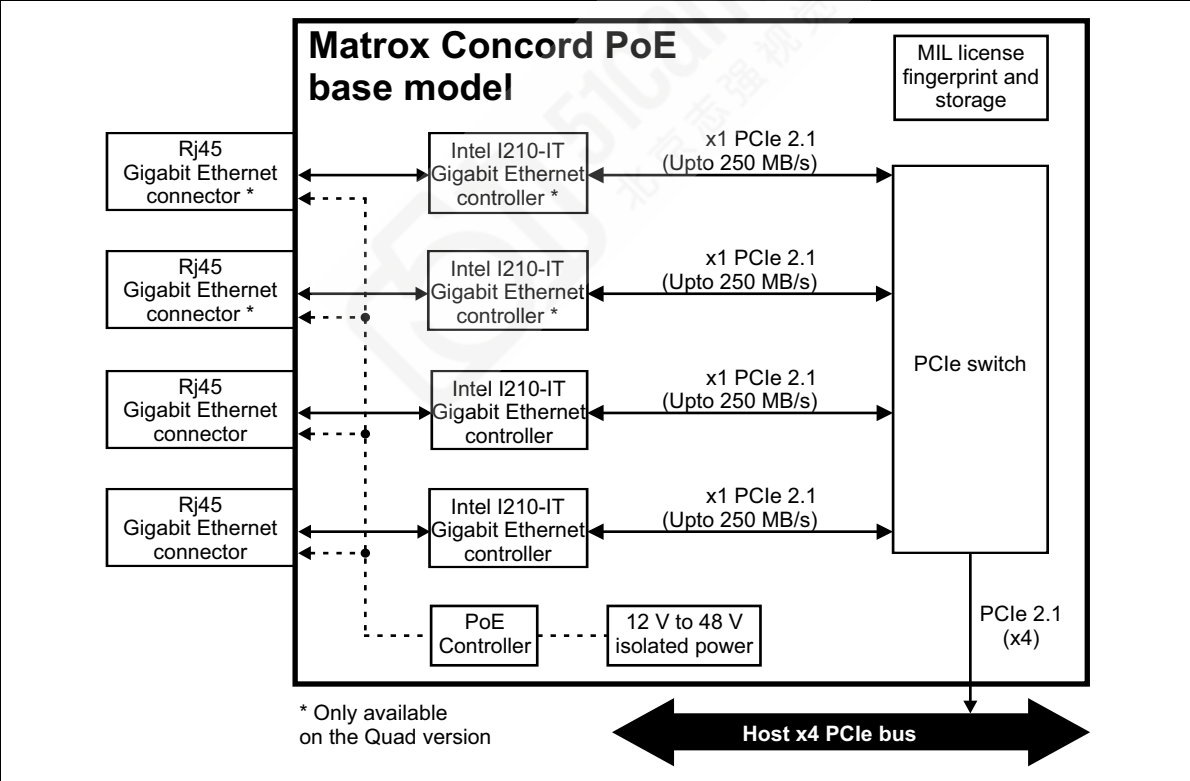 Matrox Concord PoE
base model
MIL license
fingerprint and
storage
Rj45
Gigabit Ethernet
connector *
Intel I210-IT
Gigabit Ethernet
controller *
x1 PCIe 2.1
(Upto 250 MB/s)
Rj45
Gigabit Ethernet
connector *
Intel I210-IT
Gigabit Ethernet
controller *
x1 PCIe 2.1
(Upto 250 MB/s)
PCIe switch
Rj45
Gigabit Ethernet
connector
Intel I210-IT
Gigabit Ethernet
controller
x1 PCIe 2.1
(Upto 250 MB/s)
Rj45
Gigabit Ethernet
connector
Intel I210-IT
Gigabit Ethernet
controller
x1 PCIe 2.1
(Upto 250 MB/s)
PoE
Controller
12 V to 48 V
isolated power
PCIe 2.1
(x4)
* Only available
on the Quad version
Host x4 PCIe bus